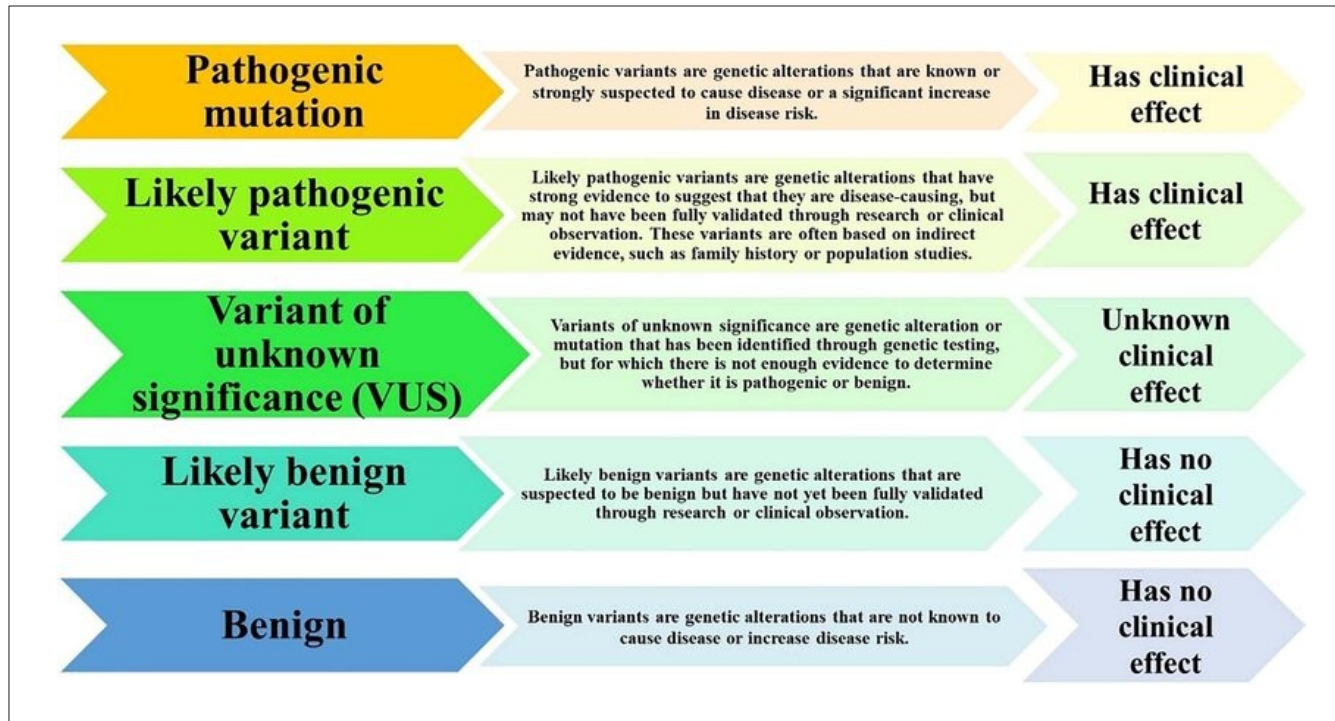 Pathogenic
mutation
Pathogenic variants are genetic alterations that are known or
strongly suspected to cause disease or a significant increase
in disease risk.
Has clinical
effect
Likely pathogenic
variant
Likely pathogenic variants are genetic alterations that have
strong evidence to suggest that they are disease-causing, but
may not have been fully validated through research or clinical
observation. These variants are often based on indirect
evidence, such as family history or population studies.
Has clinical
effect
Variant of
unknown
significance (VUS)
Variants of unknown significance are genetic alteration or
mutation that has been identified through genetic testing,
but for which there is not enough evidence to determine
whether it is pathogenic or benign.
Unknown
clinical
effect
Likely benign
variant
Likely benign variants are genetic alterations that are
suspected to be benign but have not yet been fully validated
through research or clinical observation.
Has no
clinical
effect
Benign
Benign variants are genetic alterations that are not known to
cause disease or increase disease risk.
Has no
clinical
effect